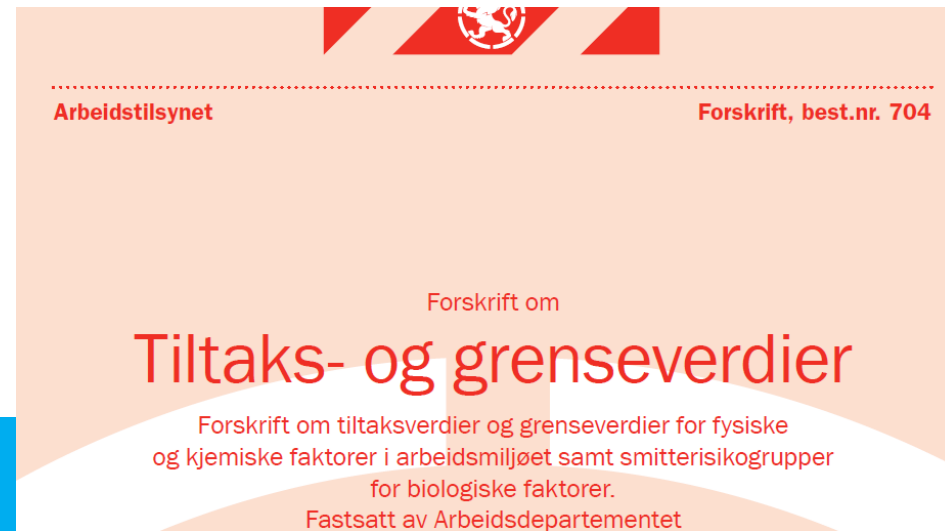 Arbeidstilsynet
Forskrift, best.nr. 704
Forskrift om
Tiltaks- og grenseverdier
Forskrift om tiltaksverdier og grenseverdier for fysiske
og kjemiske faktorer i arbeidsmiljøet samt smitterisikogrupper
for biologiske faktorer.
Fastsatt av Arbeidsdepartementet